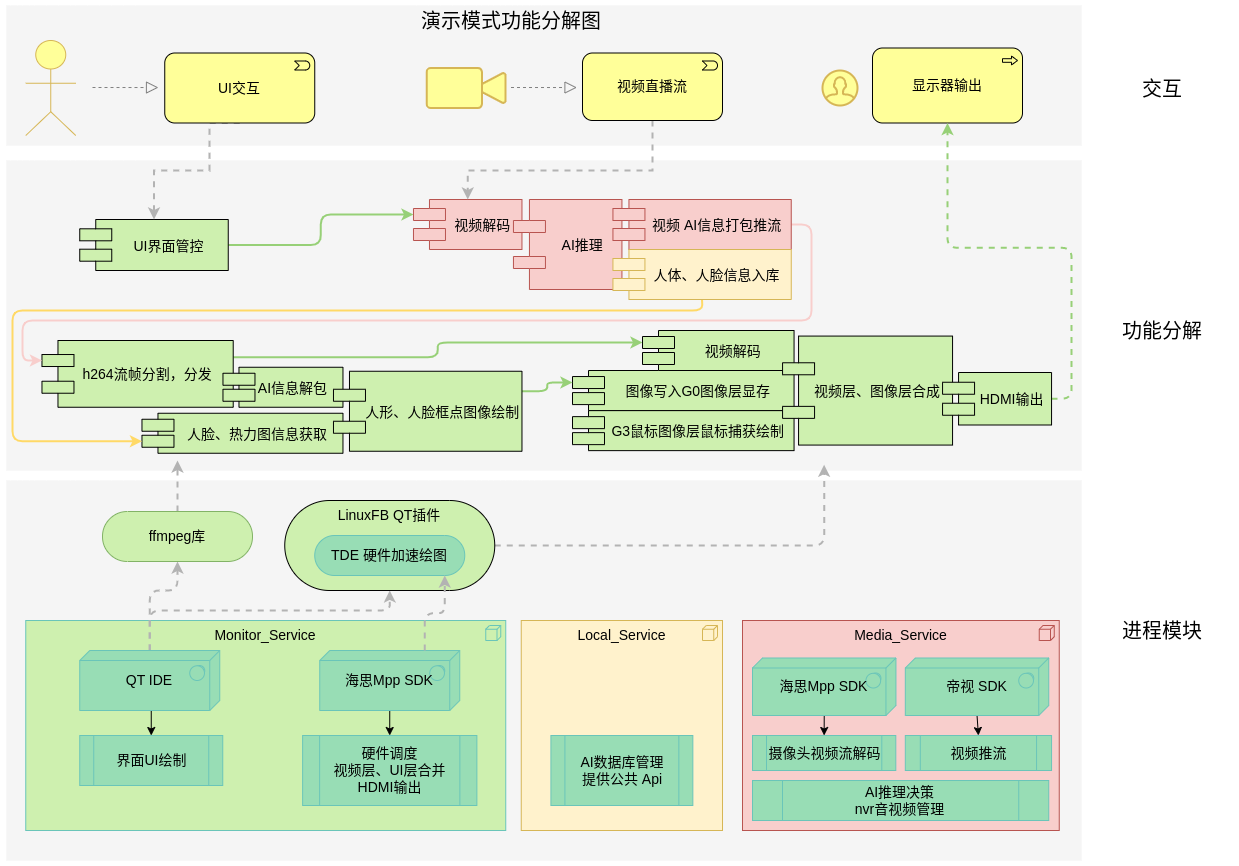 演示模式功能分解图
UI交互
视频直播流
显示器输出
交互
UI界面管控
视频解码
AI推理
视频 AI信息打包推流
人体、人脸信息入库
功能分解
h264流帧分割，分发
AI信息解包
人脸、热力图信息获取
人形、人脸框点图像绘制
视频解码
图像写入G0图像层显存
G3鼠标图像层鼠标捕获绘制
视频层、图像层合成
HDMI输出
ffmpeg库
LinuxFB QT插件
TDE 硬件加速绘图
进程模块
Monitor_Service
QT IDE
海思Mpp SDK
界面UI绘制
硬件调度
视频层、UI层合并
HDMI输出
Local_Service
AI数据库管理
提供公共 Api
Media_Service
海思Mpp SDK
帝视 SDK
摄像头视频流解码
视频推流
AI推理决策
nvr音视频管理